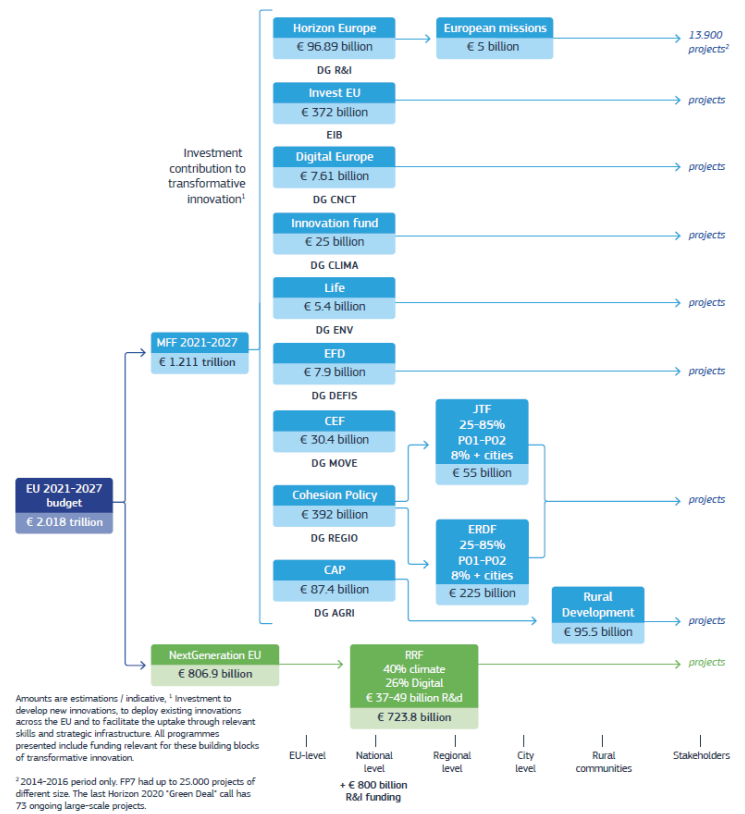 Horizon Europe
€ 96.89 billion
DG R&I
European missions
€ 5 billion
13.900
projects²
Invest EU
€ 372 billion
EIB
projects
Investment
contribution to
transformative
innovation¹
Digital Europe
€ 7.61 billion
DG CNCT
projects
Innovation fund
€ 25 billion
DG CLIMA
projects
Life
€ 5.4 billion
DG ENV
projects
MFF 2021-2027
€ 1.211 trillion
EFD
€ 7.9 billion
DG DEFIS
projects
CEF
€ 30.4 billion
DG MOVE
JTF
25-85%
P01-P02
8% + cities
€ 55 billion
EU 2021-2027
budget
€ 2.018 trillion
Cohesion Policy
€ 392 billion
DG REGIO
projects
ERDF
25-85%
P01-P02
8% + cities
€ 225 billion
CAP
€ 87.4 billion
DG AGRI
Rural
Development
€ 95.5 billion
projects
NextGeneration EU
€ 806.9 billion
RRF
40% climate
26% Digital
€ 37-49 billion R&d
€ 723.8 billion
projects
Amounts are estimations / indicative, ¹ Investment to
develop new innovations, to deploy existing innovations
across the EU and to facilitate the uptake through relevant
skills and strategic infrastructure. All programmes
presented include funding relevant for these building blocks
of transformative innovation.
² 2014-2016 period only. FP7 had up to 25.000 projects of
different size. The last Horizon 2020 "Green Deal" call has
73 ongoing large-scale projects.
EU-level
National
level
+ € 800 billion
R&I funding
Regional
level
City
level
Rural
communities
Stakeholders